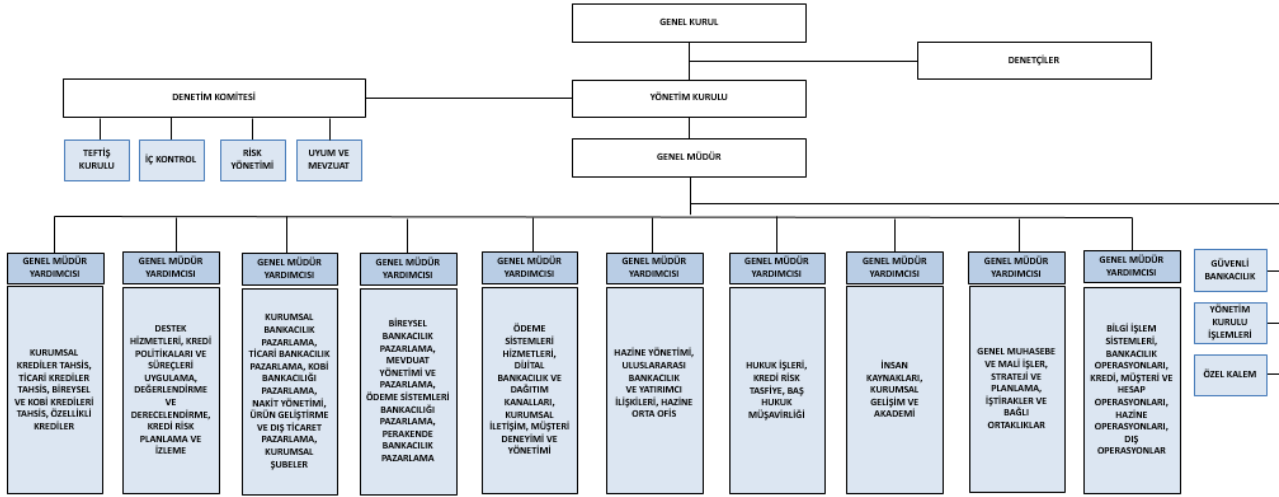 GENEL KURUL
DENETÇİLER
DENETİM KOMİTESİ
YÖNETİM KURULU
TEFTİŞ
KURULU
İÇ KONTROL
RİSK
YÖNETİMİ
UYUM VE
MEVZUAT
GENEL MÜDÜR
GENEL MÜDÜR
YARDIMCISI
KURUMSAL
KREDİLER TAHSİS,
TİCARİ KREDİLER
TAHSİS, BİREYSEL
VE KOBİ KREDİLERİ
TAHSİS, ÖZELLİKLİ
KREDİLER
GENEL MÜDÜR
YARDIMCISI
DESTEK
HİZMETLERİ, KREDİ
POLİTİKALARI VE
SÜREÇLERİ
UYGULAMA,
DEĞERLENDİRME
VE
DERECELENDİRME,
KREDİ RİSK
PLANLAMA VE
İZLEME
GENEL MÜDÜR
YARDIMCISI
KURUMSAL
BANKACILIK
PAZARLAMA,
TİCARİ BANKACILIK
PAZARLAMA, KOBİ
BANKACILIĞI
PAZARLAMA,
NAKİT YÖNETİMİ,
ÜRÜN GELİŞTİRME
VE DIŞ TİCARET
PAZARLAMA,
KURUMSAL
ŞUBELER
GENEL MÜDÜR
YARDIMCISI
BİREYSEL
BANKACILIK
PAZARLAMA,
MEVDUAT
YÖNETİMİ VE
PAZARLAMA,
ÖDEME SİSTEMLERİ
BANKACILIĞI
PAZARLAMA,
PERAKENDE
BANKACILIK
PAZARLAMA
GENEL MÜDÜR
YARDIMCISI
ÖDEME
SİSTEMLERİ
HİZMETLERİ,
DİJİTAL
BANKACILIK VE
DAĞITIM
KANALLARI,
KURUMSAL
İLETİŞİM, MÜŞTERİ
DENEYİMİ VE
YÖNETİMİ
GENEL MÜDÜR
YARDIMCISI
HAZİNE YÖNETİMİ,
ULUSLARARASI
BANKACILIK
VE YATIRIMCI
İLİŞKİLERİ, HAZİNE
ORTA OFİS
GENEL MÜDÜR
YARDIMCISI
HUKUK İŞLERİ,
KREDİ RİSK
TASFİYE, BAŞ
HUKUK
MÜŞAVİRLİĞİ
GENEL MÜDÜR
YARDIMCISI
İNSAN
KAYNAKLARI,
KURUMSAL
GELİŞİM VE
AKADEMİ
GENEL MÜDÜR
YARDIMCISI
GENEL MUHASEBE
VE MALİ İŞLER,
STRATEJİ VE
PLANLAMA,
İŞTİRAKLER VE
BAĞLI
ORTAKLIKLAR
GENEL MÜDÜR
YARDIMCISI
BİLGİ İŞLEM
SİSTEMLERİ,
BANKACILIK
OPERASYONLARI,
KREDİ, MÜŞTERİ VE
HESAP
OPERASYONLARI,
HAZİNE
OPERASYONLARI,
DIŞ
OPERASYONLAR
GÜVENLİ
BANKACILIK
YÖNETİM
KURULU
İŞLEMLERİ
ÖZEL KALEM